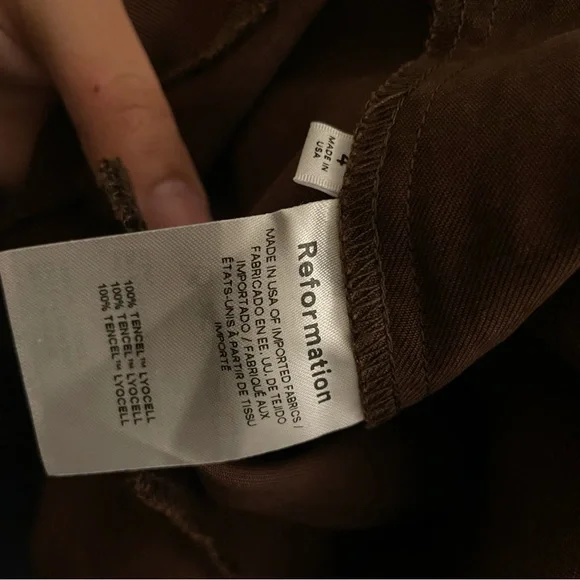 4
MADE IN
USA
Reformation
MADE IN USA OF IMPORTED FABRICS /
FABRICADO EN EE. UU. DE TEJIDO
IMPORTADO / FABRIQUÉ AUX
ÉTATS-UNIS À PARTIR DE TISSU
IMPORTÉ
100% TENCEL™ LYOCELL
100% TENCEL™ LYOCELL
100% TENCEL™ LYOCELL